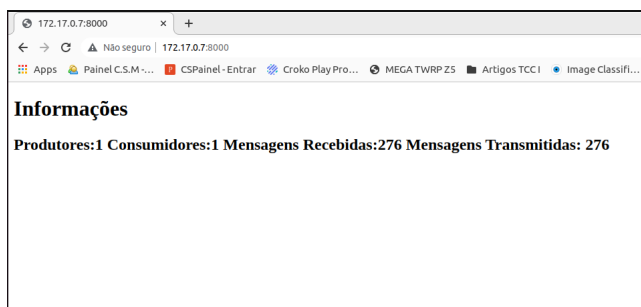 172.17.0.7:8000
Não seguro | 172.17.0.7:8000
Apps Painel C.S.M -... CSPainel - Entrar Croko Play Pro... MEGA TWRP Z5 Artigos TCC I Image Classifi...
Informações
Produtores:1 Consumidores:1 Mensagens Recebidas:276 Mensagens Transmitidas: 276